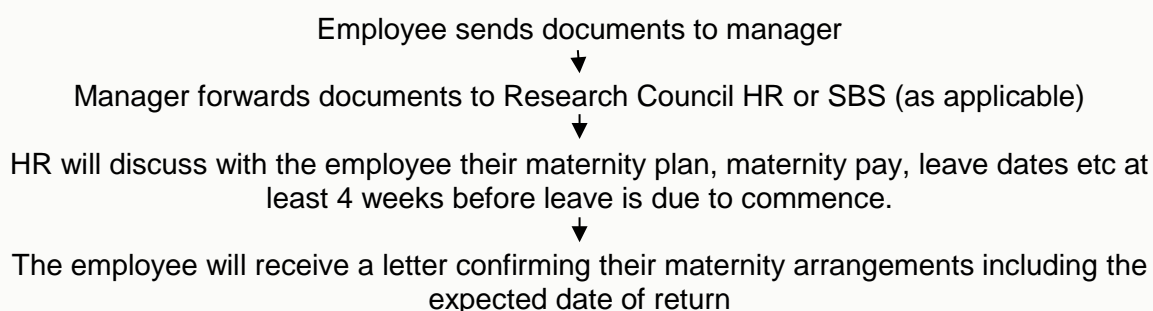 Employee sends documents to manager
Manager forwards documents to Research Council HR or SBS (as applicable)
HR will discuss with the employee their maternity plan, maternity pay, leave dates etc at
least 4 weeks before leave is due to commence.
The employee will receive a letter confirming their maternity arrangements including the
expected date of return